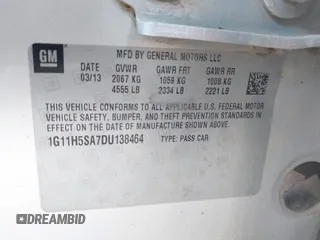 GM
MFD BY GENERAL MOTORS LLC
DATE GVWR GAWR FRT GAWR RR
03/13 2067 KG 1059 KG 1008 KG
4555 LB 2334 LB 2221 LB
THIS VEHICLE CONFORMS TO ALL APPLICABLE U.S. FEDERAL MOTOR
VEHICLE SAFETY, BUMPER, AND THEFT PREVENTION STANDARDS IN
EFFECT ON THE DATE OF MANUFACTURE SHOWN ABOVE.
1G11H5SA7DU138464 TYPE: PASS CAR
DRIVEBID.COM